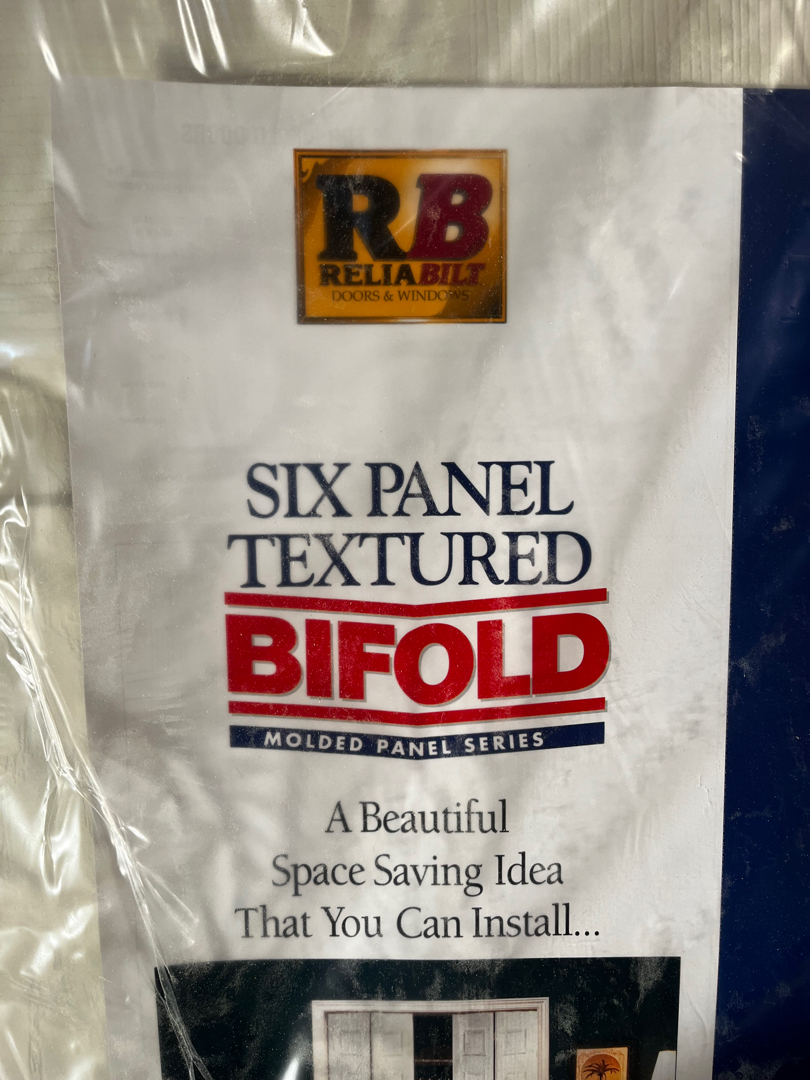 RB
RELIABILT
DOORS & WINDOWS
SIX PANEL
TEXTURED
BIFOLD
MOLDED PANEL SERIES
A Beautiful
Space Saving Idea
That You Can Install...